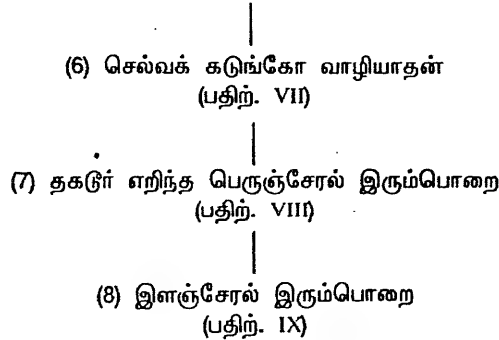 (6) செல்வக் கடுங்கோ வாழியாதன்
(பதிற். VII)
(7) தகடூர் எறிந்த பெருஞ்சேரல் இரும்பொறை
(பதிற். VIII)
(8) இளஞ்சேரல் இரும்பொறை
(பதிற். IX)